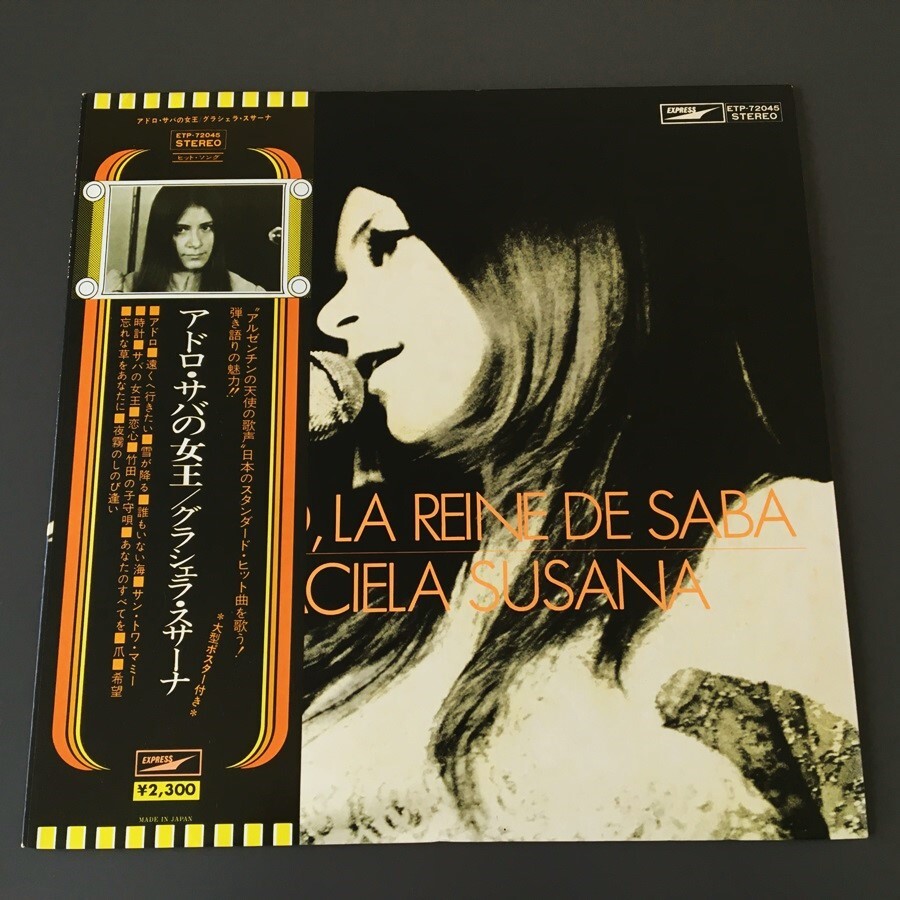 アドロ・サバの女王/グラシェラ・スサーナ
ETP-72045
STEREO
ヒット・ソング
"アルゼンチンの天使の歌声"日本のスタンダード・ヒット曲を歌う!
弾き語りの魅力!!
*大型ポスター付き*
アドロ・サバの女王/グラシェラ・スサーナ
■アドロ■遠くへ行きたい■雪が降る■誰もいない海■サン・トワ・マミー
■時計■サバの女王■恋心■竹田の子守唄■あなたのすべてを■爪■希望
■忘れな草をあなたに■夜霧のしのび逢い
EXPRESS
¥2,300
MADE IN JAPAN
EXPRESS
ETP-72045
STEREO
, LA REINE DE SABA
ACIELA SUSANA